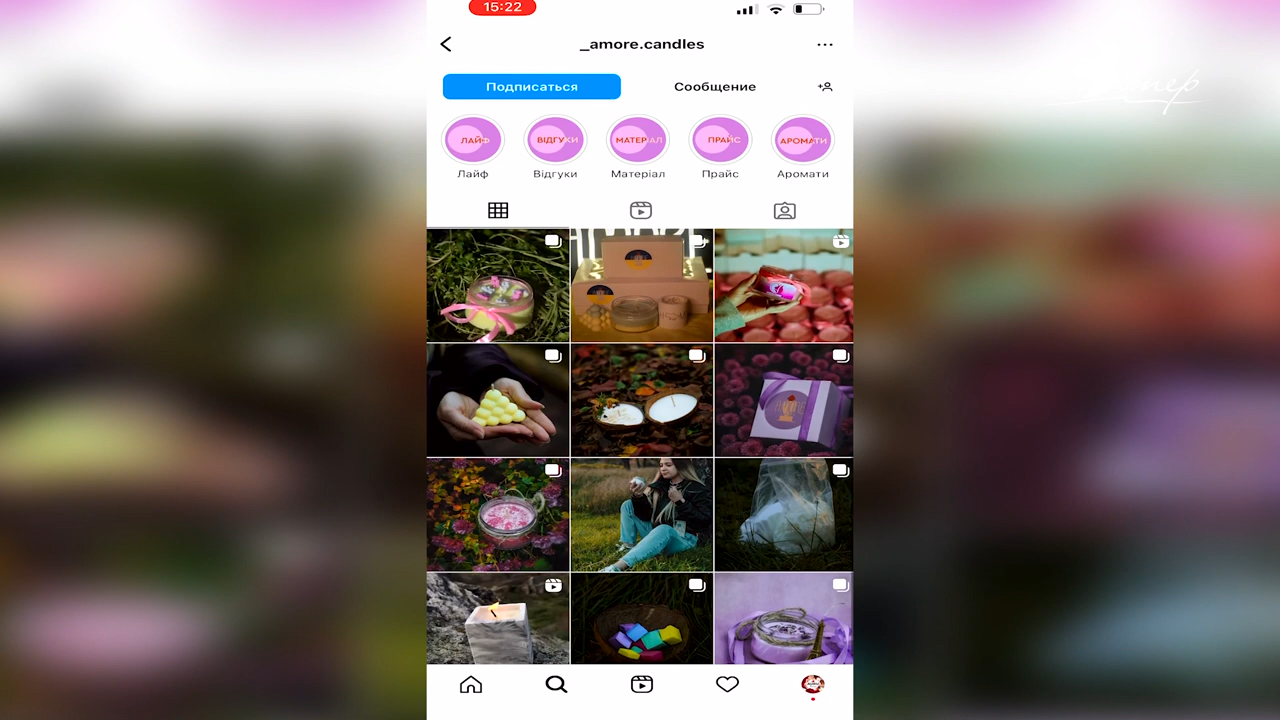 15:22
_amore.candles
Подписаться
Сообщение
ЛАЙФ
ВІДГУКИ
МАТЕРІАЛ
ПРАЙС
АРОМАТИ
Лайф
Відгуки
Матеріал
Прайс
Аромати